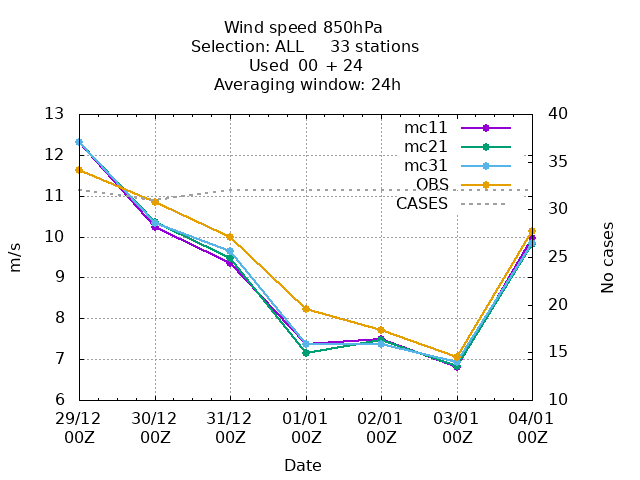 Wind speed 850hPa
Selection: ALL 33 stations
Used 00 + 24
Averaging window: 24h
13 40
12 35
11 30
10 25
9 20
8 15
7 10
6
m/s
No cases
mc11
mc21
mc31
OBS
CASES
29/12 30/12 31/12 01/01 02/01 03/01 04/01
00Z 00Z 00Z 00Z 00Z 00Z 00Z
Date